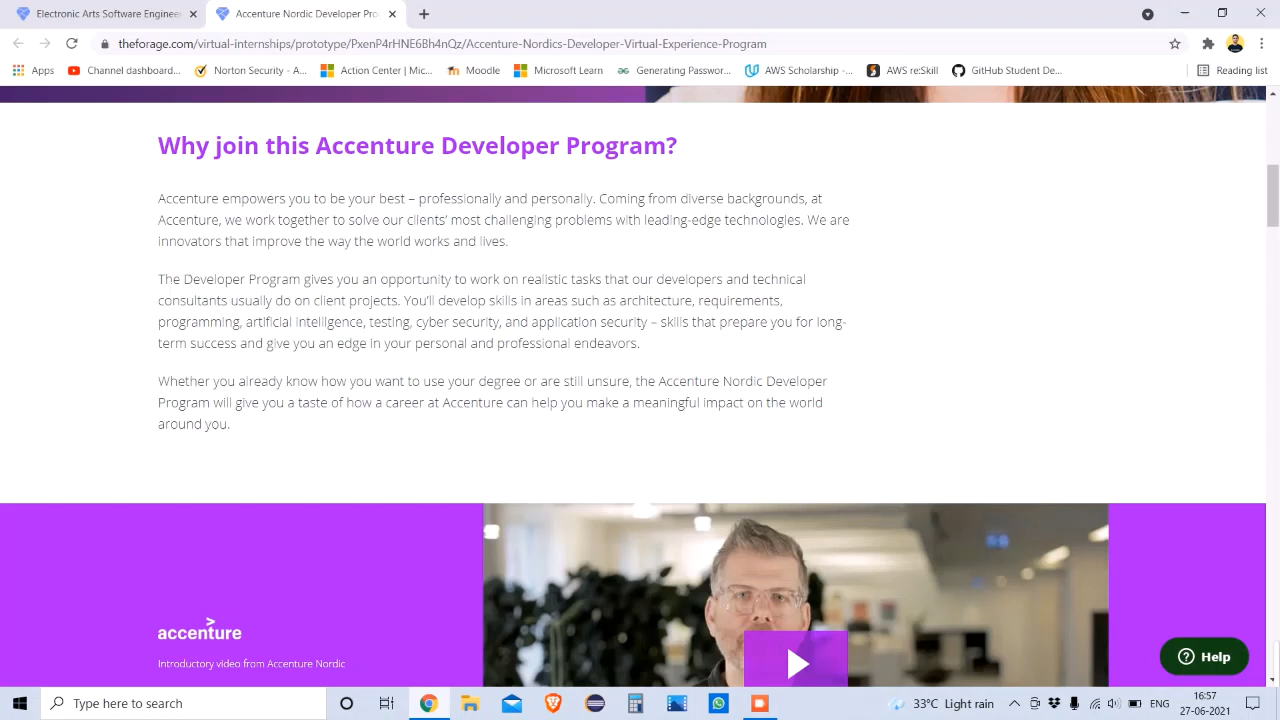 Electronic Arts Software Enginee
Accenture Nordic Developer Pro
theforage.com/virtual-internships/prototype/PxenP4rHNE6Bh4nQz/Accenture-Nordics-Developer-Virtual-Experience-Program
Apps
Channel dashboard...
Norton Security - A...
Action Center | Mic...
Moodle
Microsoft Learn
Generating Passwor...
AWS Scholarship -...
AWS re:Skill
GitHub Student De...
Reading list
Why join this Accenture Developer Program?
Accenture empowers you to be your best – professionally and personally. Coming from diverse backgrounds, at
Accenture, we work together to solve our clients’ most challenging problems with leading-edge technologies. We are
innovators that improve the way the world works and lives.
The Developer Program gives you an opportunity to work on realistic tasks that our developers and technical
consultants usually do on client projects. You’ll develop skills in areas such as architecture, requirements,
programming, artificial intelligence, testing, cyber security, and application security – skills that prepare you for long-
term success and give you an edge in your personal and professional endeavors.
Whether you already know how you want to use your degree or are still unsure, the Accenture Nordic Developer
Program will give you a taste of how a career at Accenture can help you make a meaningful impact on the world
around you.
accenture
Introductory video from Accenture Nordic
Help
Type here to search
33°C Light rain
16:57
27-06-2021